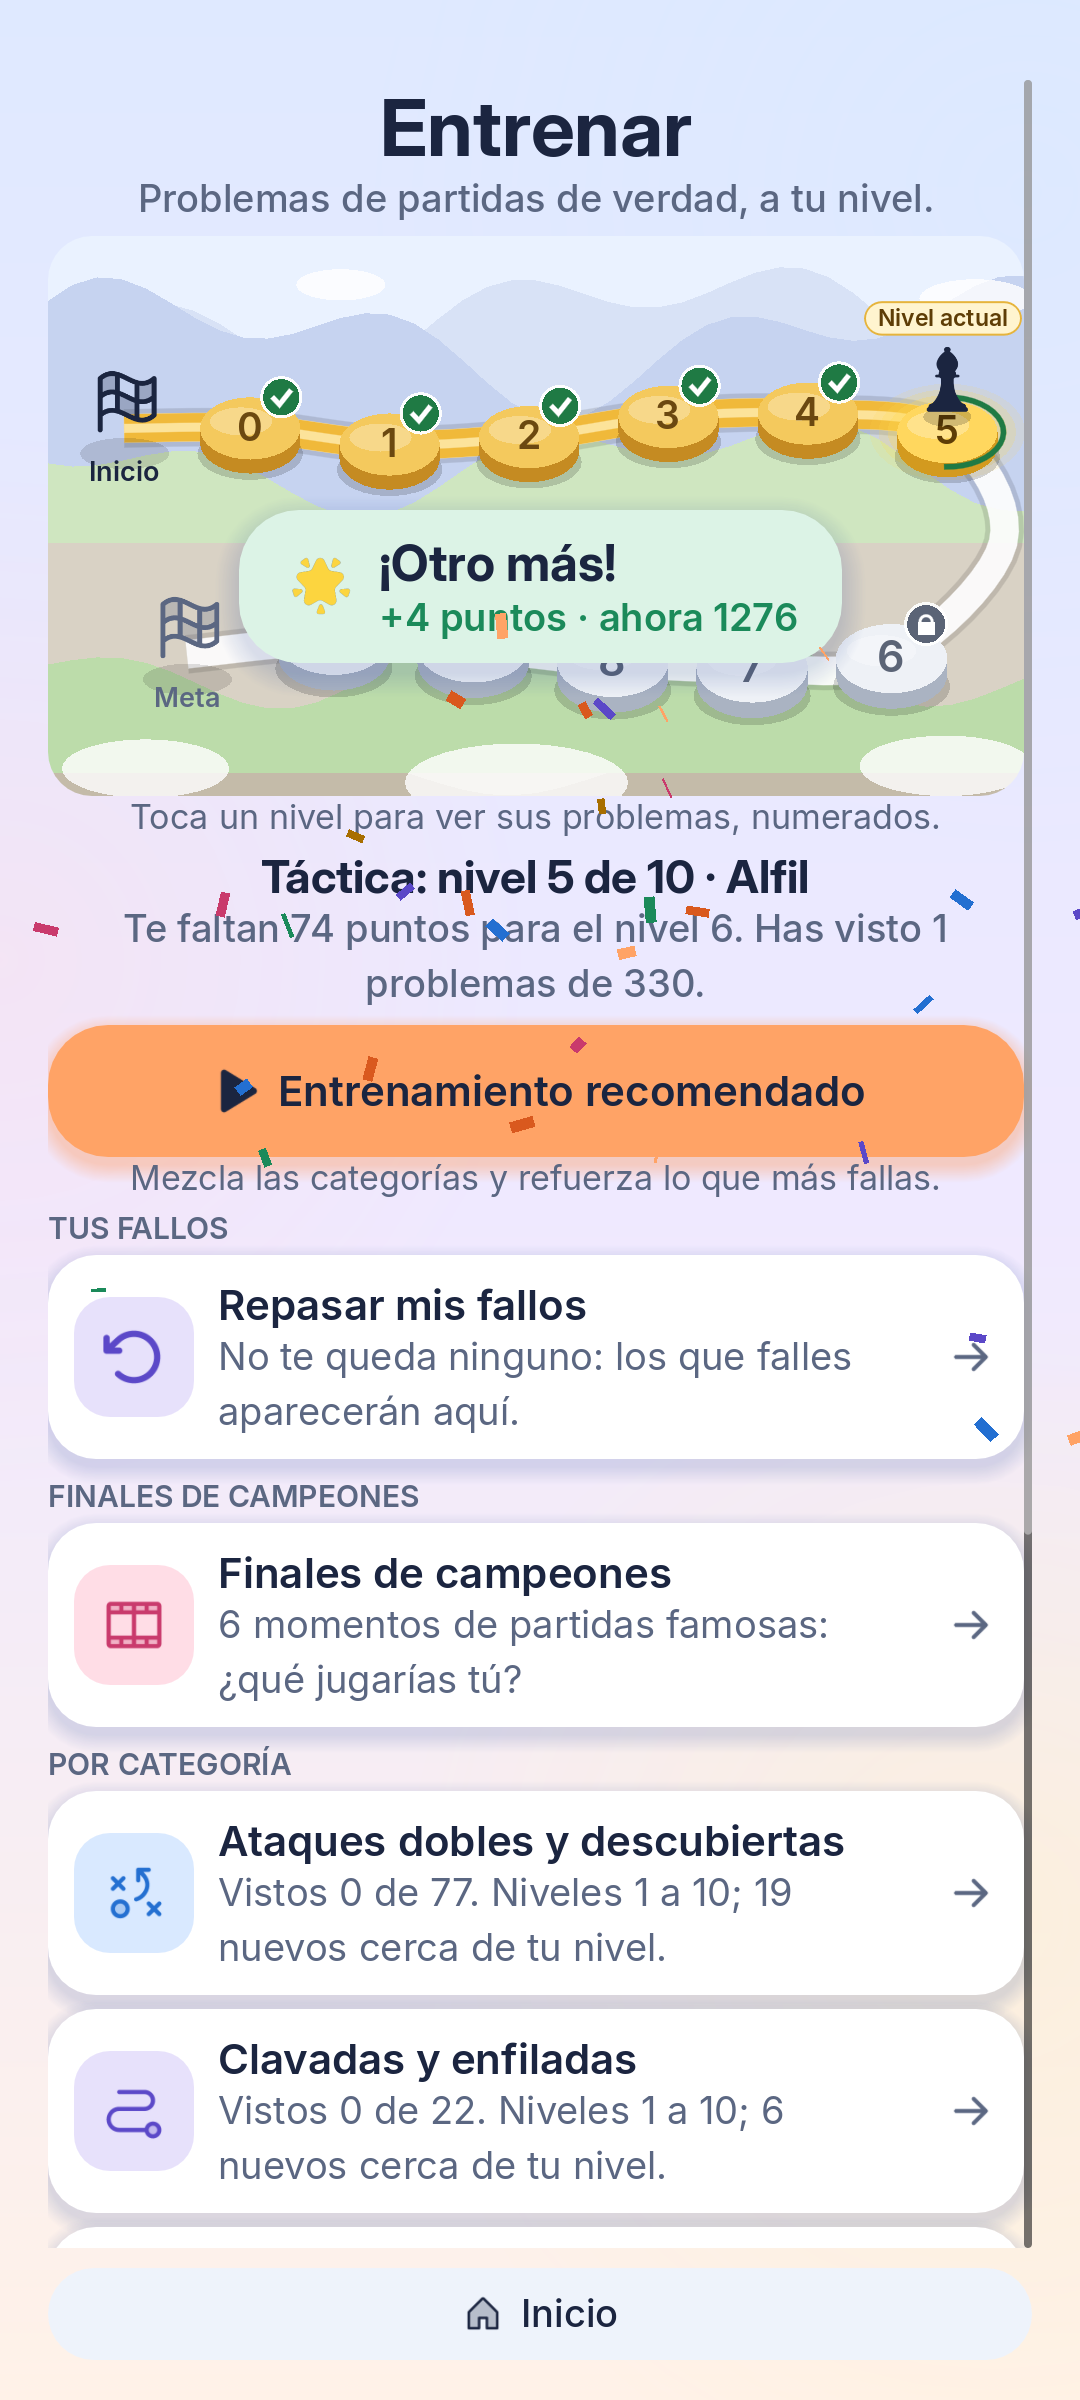 Entrenar
Problemas de partidas de verdad, a tu nivel.
Nivel actual
0
1
2
3
4
5
Inicio
¡Otro más!
+4 puntos · ahora 1276
Meta
8
7
6
Toca un nivel para ver sus problemas, numerados.
Táctica: nivel 5 de 10 · Alfil
Te faltan 74 puntos para el nivel 6. Has visto 1
problemas de 330.
Entrenamiento recomendado
Mezcla las categorías y refuerza lo que más fallas.
TUS FALLOS
Repasar mis fallos
No te queda ninguno: los que falles
aparecerán aquí.
FINALES DE CAMPEONES
Finales de campeones
6 momentos de partidas famosas:
¿qué jugarías tú?
POR CATEGORÍA
Ataques dobles y descubiertas
Vistos 0 de 77. Niveles 1 a 10; 19
nuevos cerca de tu nivel.
Clavadas y enfiladas
Vistos 0 de 22. Niveles 1 a 10; 6
nuevos cerca de tu nivel.
Inicio